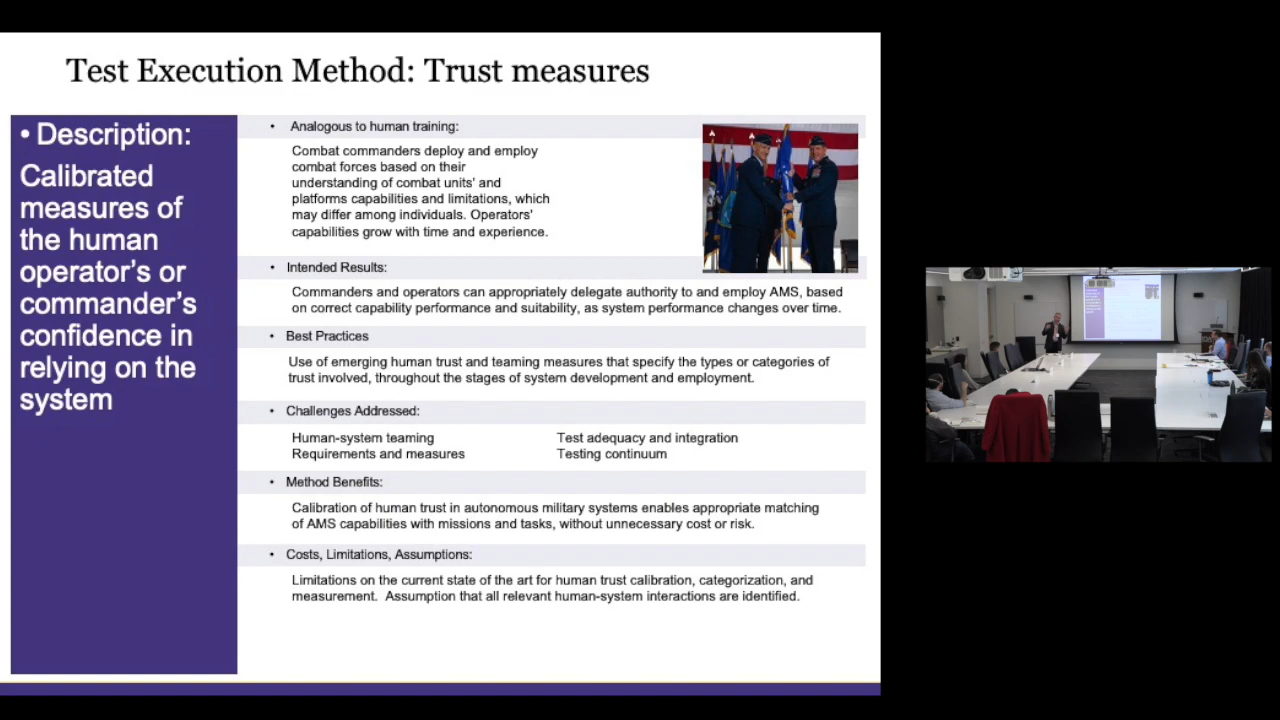 Test Execution Method: Trust measures
• Description:
Calibrated
measures of
the human
operator's or
commander's
confidence in
relying on the
system
• Analogous to human training:
Combat commanders deploy and employ
combat forces based on their
understanding of combat units' and
platforms capabilities and limitations, which
may differ among individuals. Operators'
capabilities grow with time and experience.
• Intended Results:
Commanders and operators can appropriately delegate authority to and employ AMS, based
on correct capability performance and suitability, as system performance changes over time.
• Best Practices
Use of emerging human trust and teaming measures that specify the types or categories of
trust involved, throughout the stages of system development and employment.
• Challenges Addressed:
Human-system teaming
Requirements and measures
Test adequacy and integration
Testing continuum
• Method Benefits:
Calibration of human trust in autonomous military systems enables appropriate matching
of AMS capabilities with missions and tasks, without unnecessary cost or risk.
• Costs, Limitations, Assumptions:
Limitations on the current state of the art for human trust calibration, categorization, and
measurement. Assumption that all relevant human-system interactions are identified.